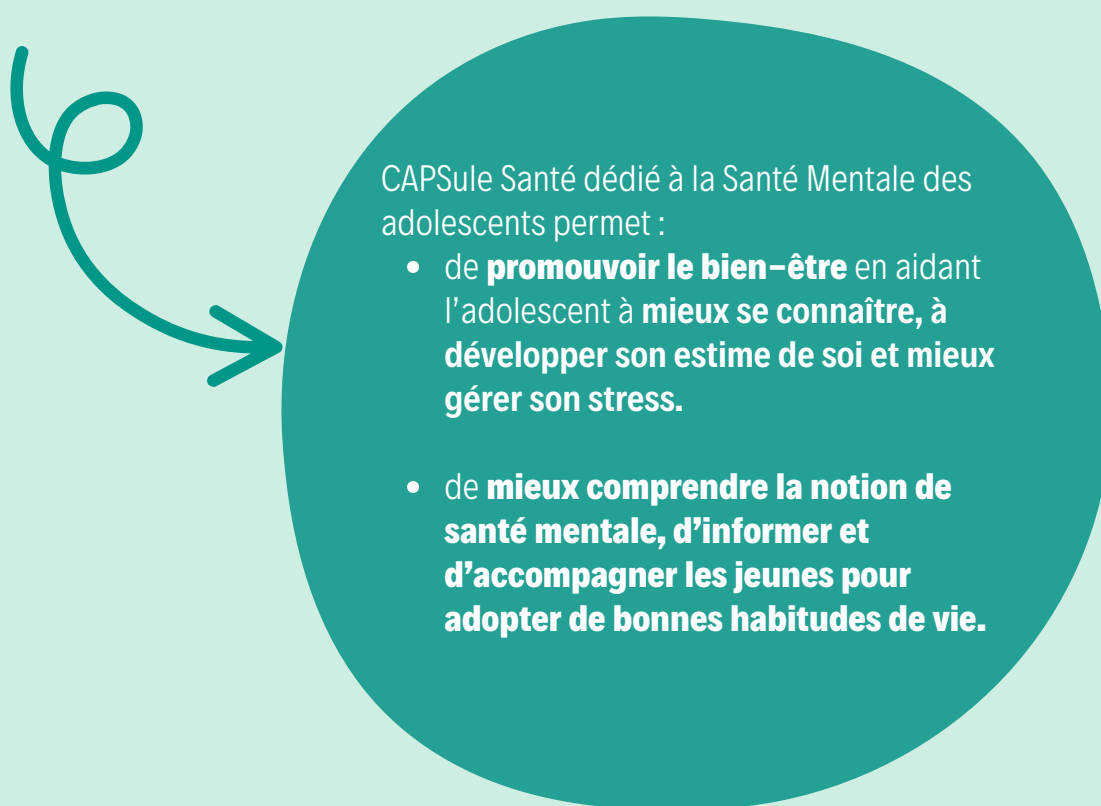 CAPSule Santé dédié à la Santé Mentale des
adolescents permet :
• de promouvoir le bien-être en aidant
l’adolescent à mieux se connaître, à
développer son estime de soi et mieux
gérer son stress.
• de mieux comprendre la notion de
santé mentale, d’informer et
d’accompagner les jeunes pour
adopter de bonnes habitudes de vie.